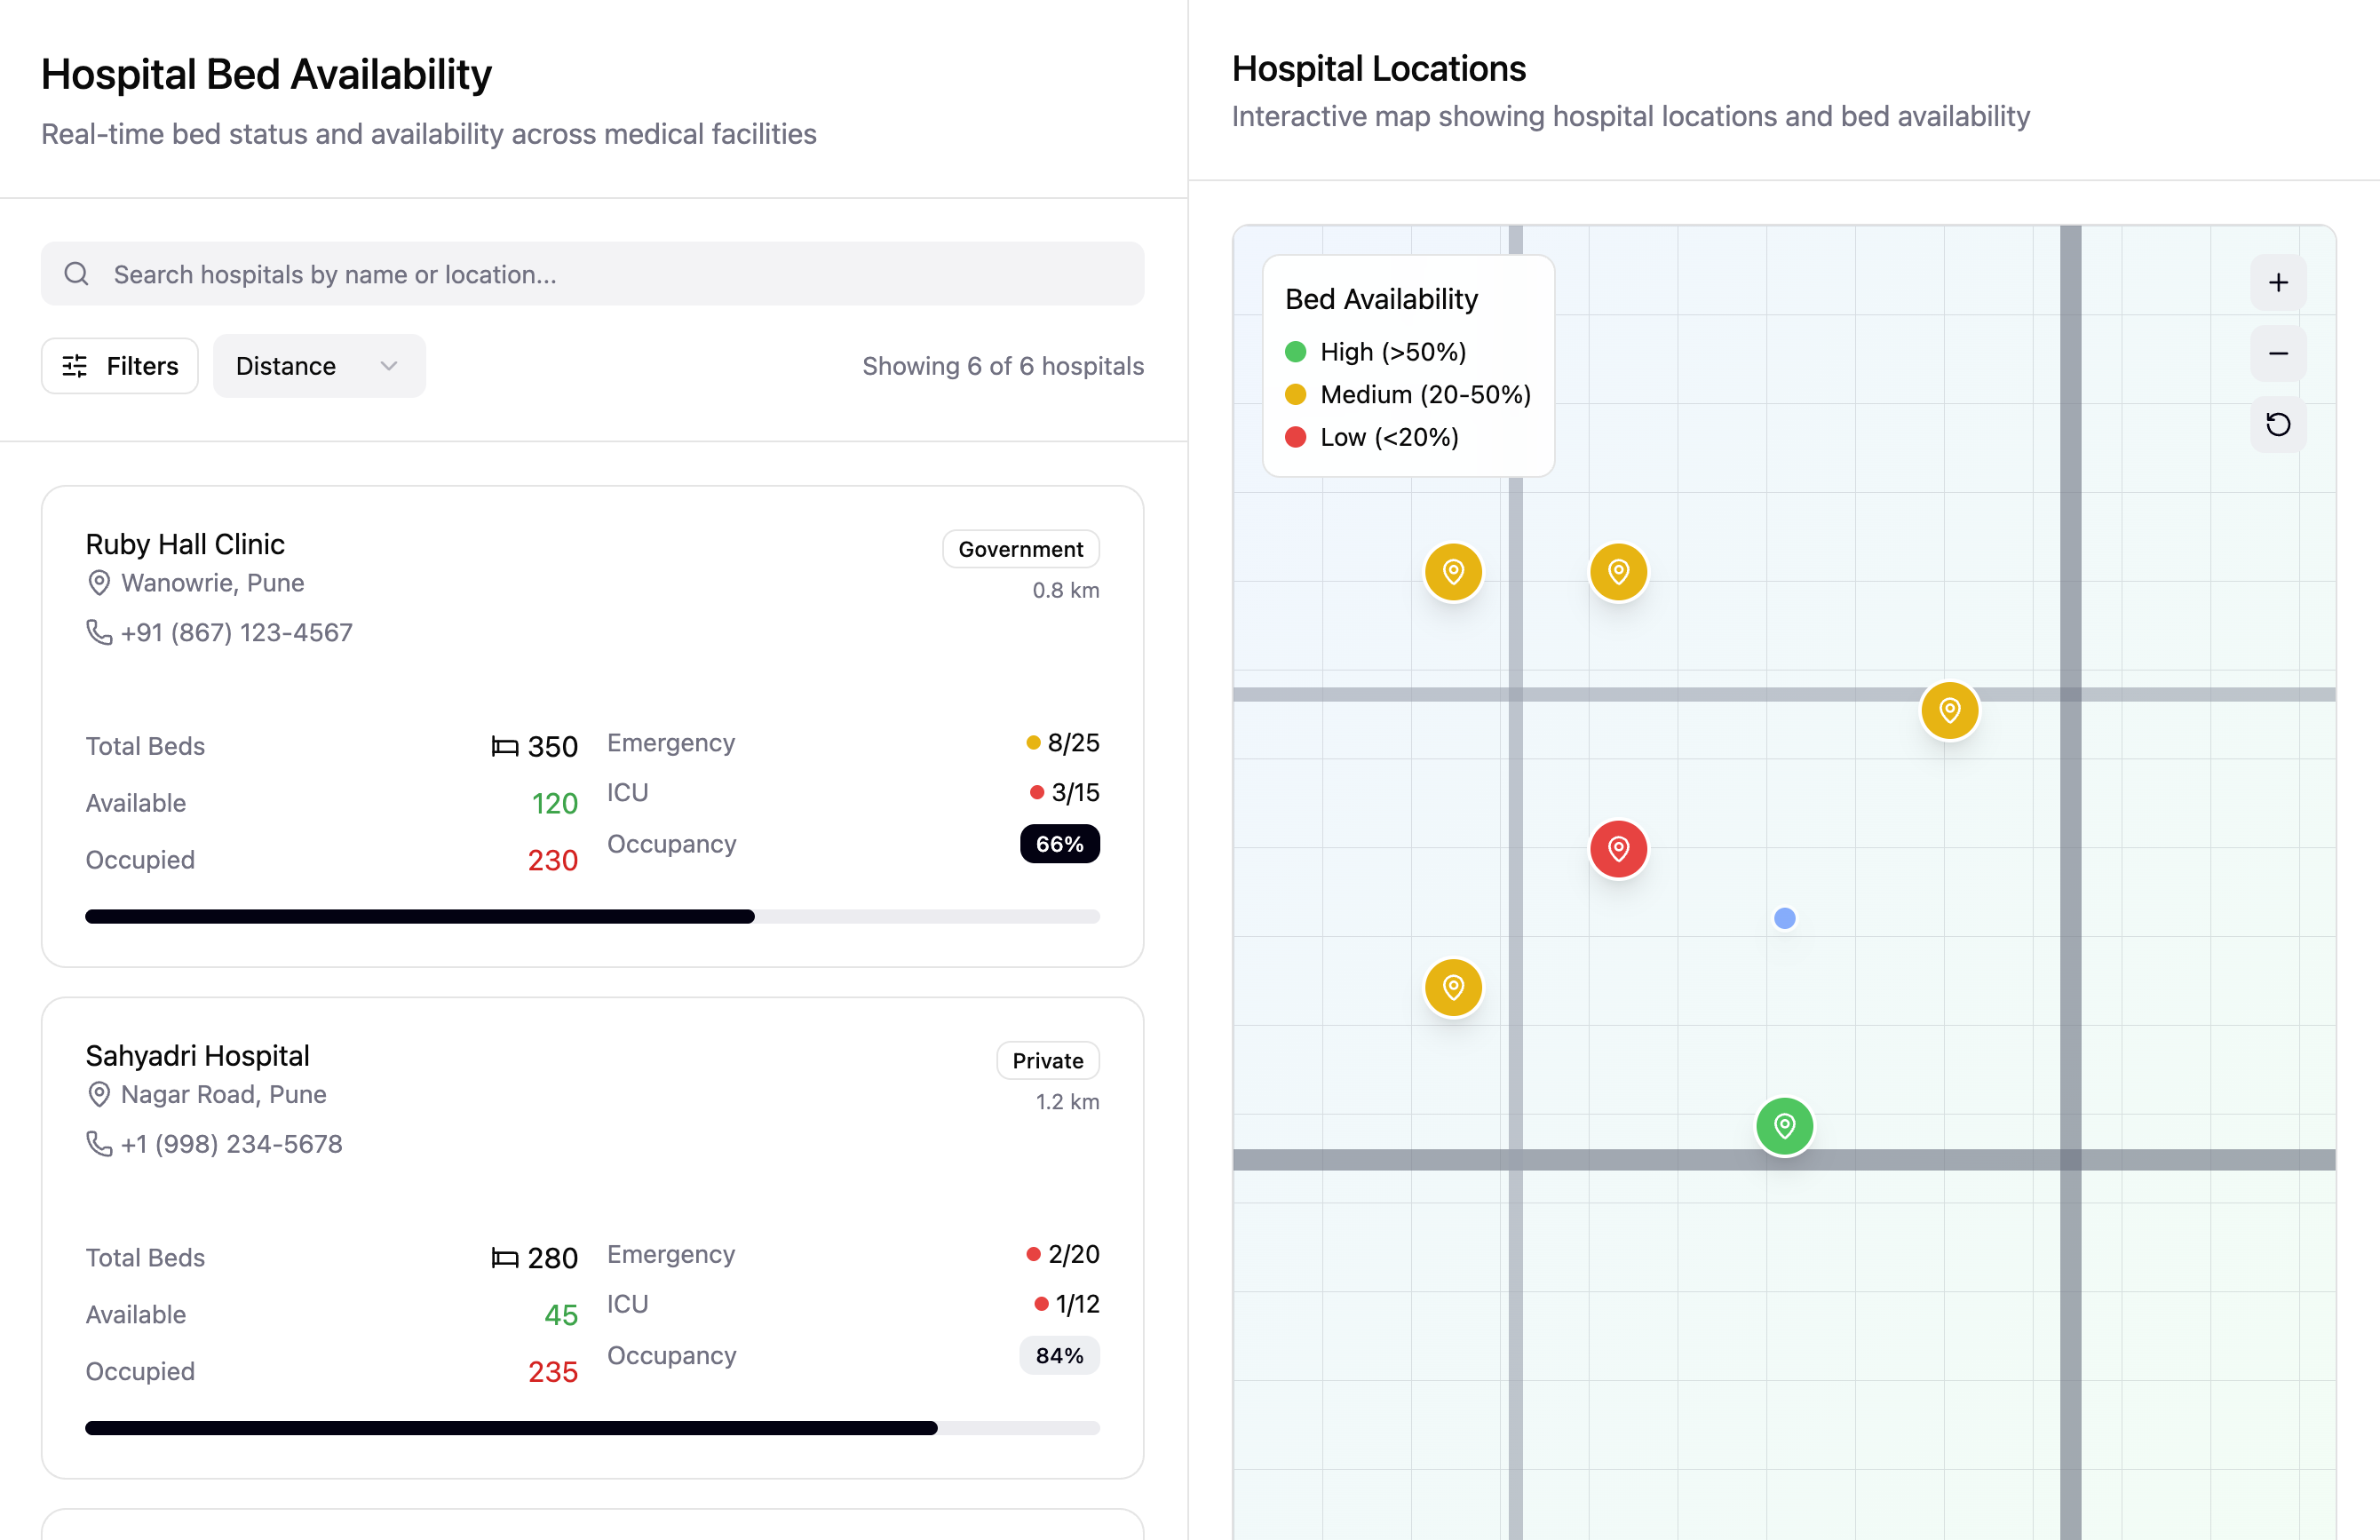 Hospital Bed Availability
Real-time bed status and availability across medical facilities
Search hospitals by name or location...
Filters
Distance
Showing 6 of 6 hospitals
Ruby Hall Clinic
Government
Wanowrie, Pune
0.8 km
+91 (867) 123-4567
Total Beds
350
Emergency
8/25
Available
120
ICU
3/15
Occupied
230
Occupancy
66%
Sahyadri Hospital
Private
Nagar Road, Pune
1.2 km
+1 (998) 234-5678
Total Beds
280
Emergency
2/20
Available
45
ICU
1/12
Occupied
235
Occupancy
84%
Hospital Locations
Interactive map showing hospital locations and bed availability
Bed Availability
High (>50%)
Medium (20-50%)
Low (<20%)